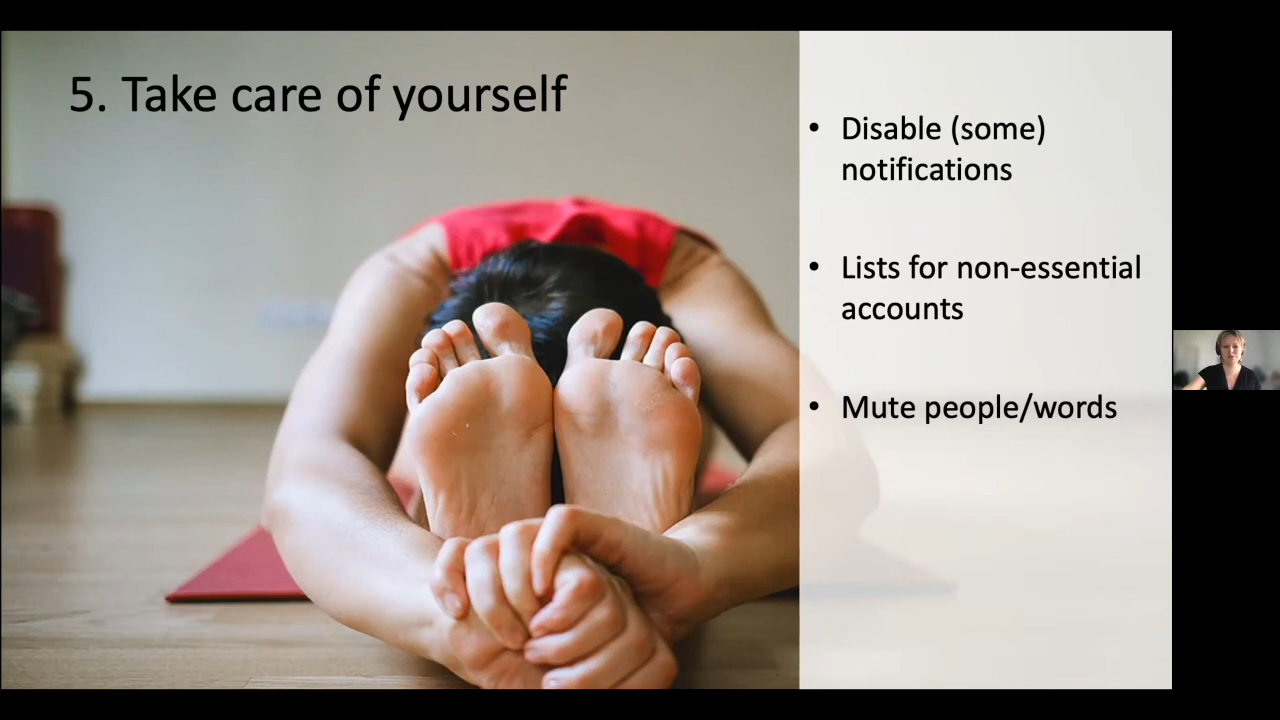 5. Take care of yourself
• Disable (some)
notifications
• Lists for non-essential
accounts
• Mute people/words